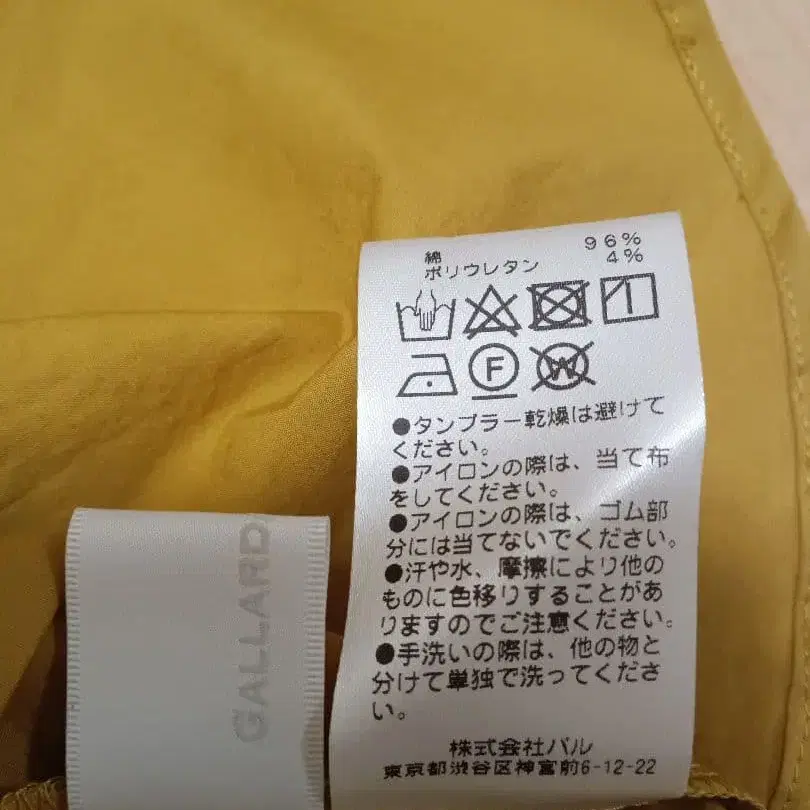 綿 96%
ポリウレタン 4%
F W
●タンブラー乾燥は避けて
ください。
●アイロンの際は、当て布
をしてください。
●アイロンの際は、ゴム部
分には当てないでください。
●汗や水、摩擦により他の
ものに色移りすることがあ
りますのでご注意ください。
●手洗いの際は、他の物と
分けて単独で洗ってくださ
い。
株式会社パル
東京都渋谷区神宮前6-12-22
GALLARD